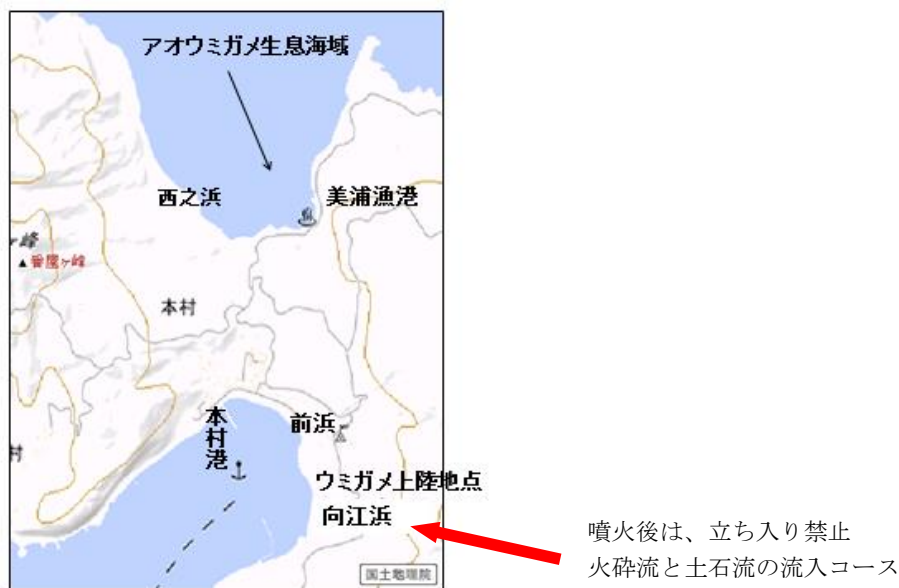 アオウミガメ生息海域
西之浜
美浦漁港
ヶ峰
▲番屋ヶ峰
本村
本村港
前浜
村
ウミガメ上陸地点
向江浜
噴火後は、立ち入り禁止
火砕流と土石流の流入コース
国土地理院